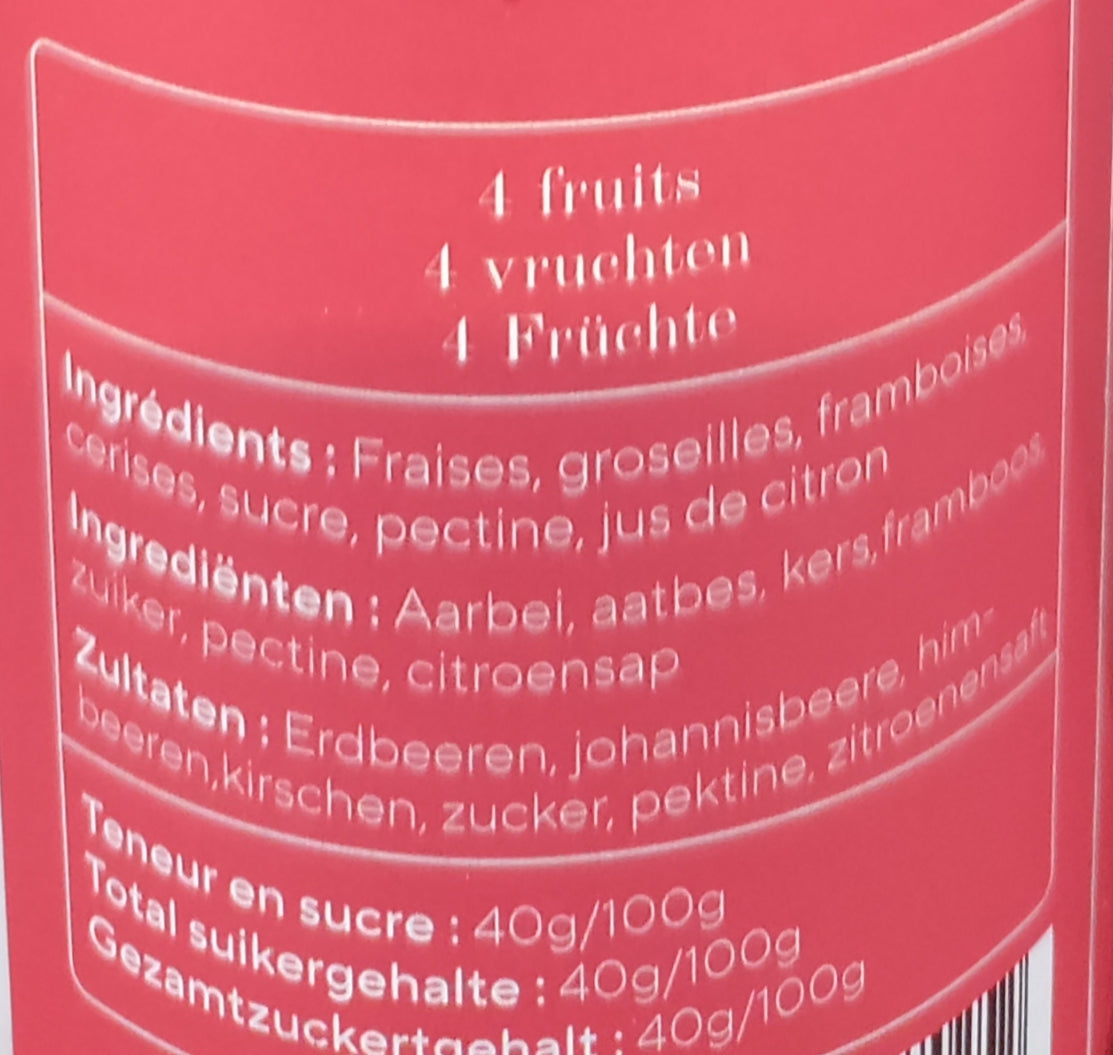 4 fruits
4 vruchten
4 Früchte
Ingrédients : Fraises, groseilles, framboises,
cerises, sucre, pectine, jus de citron
Ingrediënten : Aarbei, aatbes, kers,framboos,
zuiker, pectine, citroensap
Zultaten : Erdbeeren, johannisbeere, him-
beeren,kirschen, zucker, pektine, zitroenensaft
Teneur en sucre : 40g/100g
Total suikergehalte : 40g/100g
Gezamtzuckertgehalt : 40g/100g